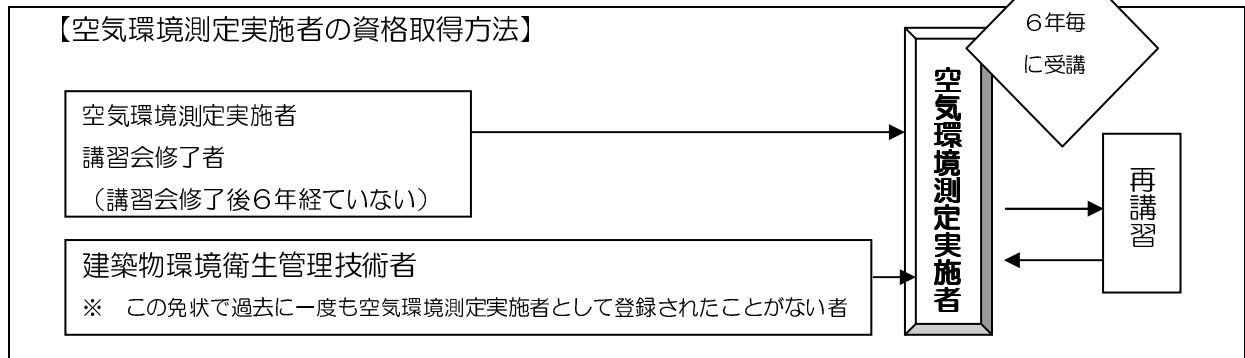 【空気環境測定実施者の資格取得方法】
６年毎
に受講
空気環境測定実施者
講習会修了者
（講習会修了後６年経ていない）
建築物環境衛生管理技術者
※　この免状で過去に一度も空気環境測定実施者として登録されたことがない者
空気環境測定実施者
再講習